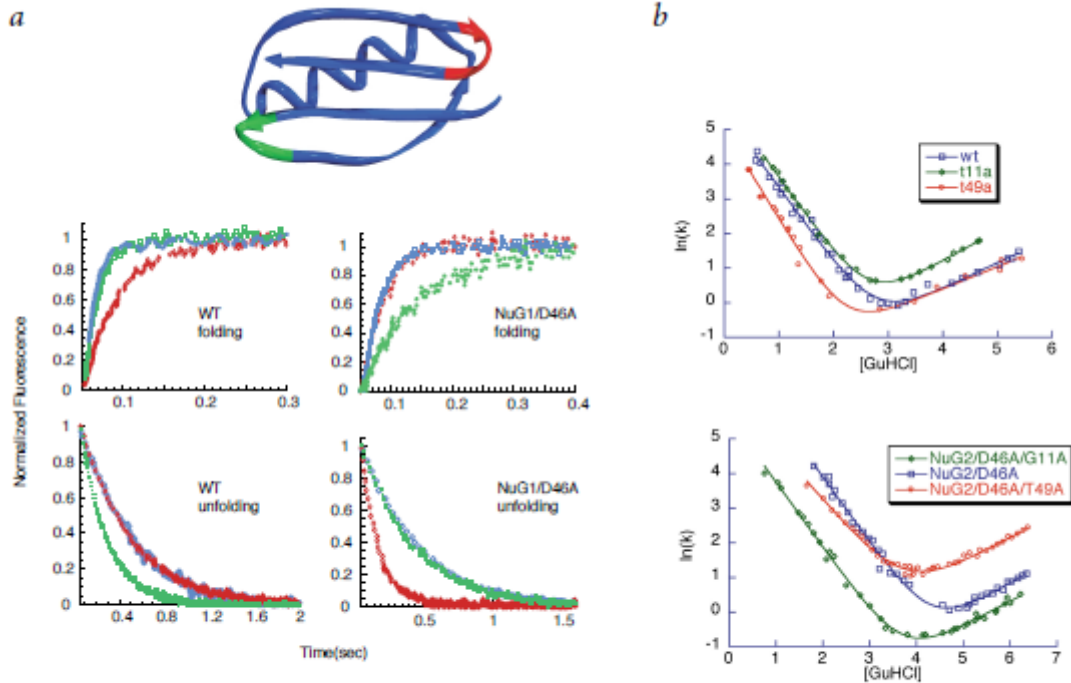 a
b
1
0.8
0.6
0.4
0.2
0
WT
folding
0.1
0.2
0.3
1
0.8
0.6
0.4
0.2
0
NuG1/D46A
folding
0.1
0.2
0.3
0.4
Normalized Fluorescence
1
0.8
0.6
0.4
0.2
0
WT
unfolding
0.4
0.8
1.2
1.6
2
1
0.8
0.6
0.4
0.2
0
NuG1/D46A
unfolding
0.5
1
1.5
Time(sec)
5
4
3
2
1
0
-1
ln(k)
wt
t11a
t49a
0 1 2 3 4 5 6
[GuHCl]
5
4
3
2
1
0
-1
ln(k)
NuG2/D46A/G11A
NuG2/D46A
NuG2/D46A/T49A
0 1 2 3 4 5 6 7
[GuHCl]